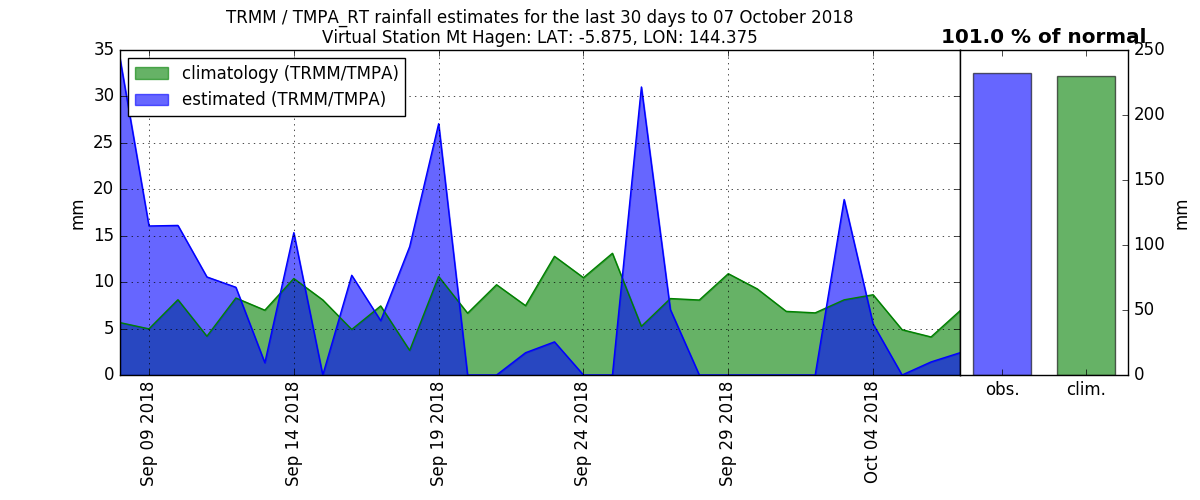 TRMM / TMPA_RT rainfall estimates for the last 30 days to 07 October 2018
Virtual Station Mt Hagen: LAT: -5.875, LON: 144.375
101.0 % of normal
climatology (TRMM/TMPA)
estimated (TRMM/TMPA)
35
30
25
20
15
10
5
0
mm
Sep 09 2018
Sep 14 2018
Sep 19 2018
Sep 24 2018
Sep 29 2018
Oct 04 2018
250
200
150
100
50
0
mm
obs.
clim.